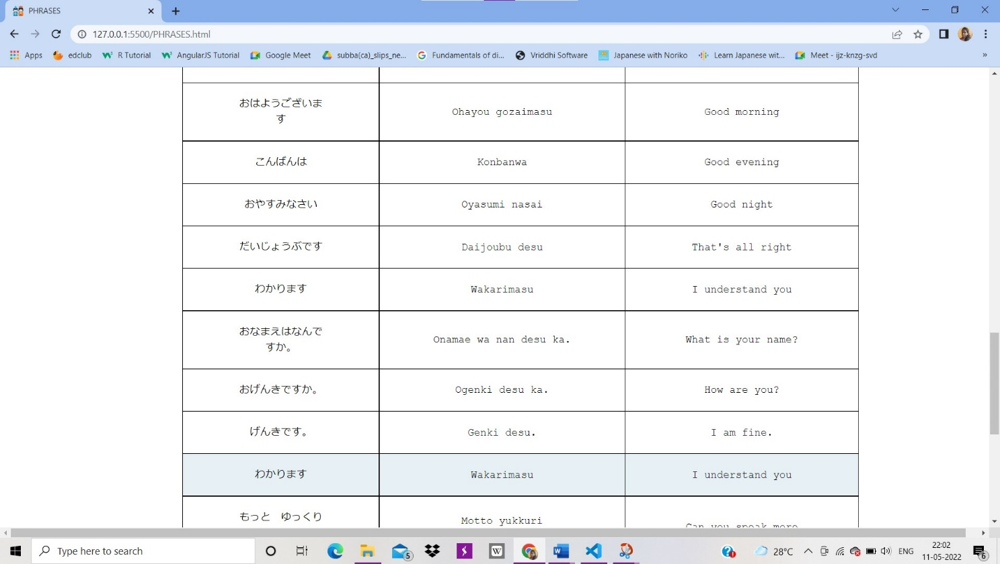 PHRASES
127.0.0.1:5500/PHRASES.html
Apps edclub R Tutorial AngularJS Tutorial Google Meet subba(ca)_slips_ne... Fundamentals of di... Vriddhi Software Japanese with Noriko Learn Japanese wit... Meet - ijz-knzg-svd »
おはようございま
す
Ohayou gozaimasu
Good morning
こんばんは
Konbanwa
Good evening
おやすみなさい
Oyasumi nasai
Good night
だいじょうぶです
Daijoubu desu
That's all right
わかります
Wakarimasu
I understand you
おなまえはなんで
すか。
Onamae wa nan desu ka.
What is your name?
おげんきですか。
Ogenki desu ka.
How are you?
げんきです。
Genki desu.
I am fine.
わかります
Wakarimasu
I understand you
もっと　ゆっくり
Motto yukkuri
Can you speak more
Type here to search
5
W
28°C
ENG
22:02
11-05-2022
6